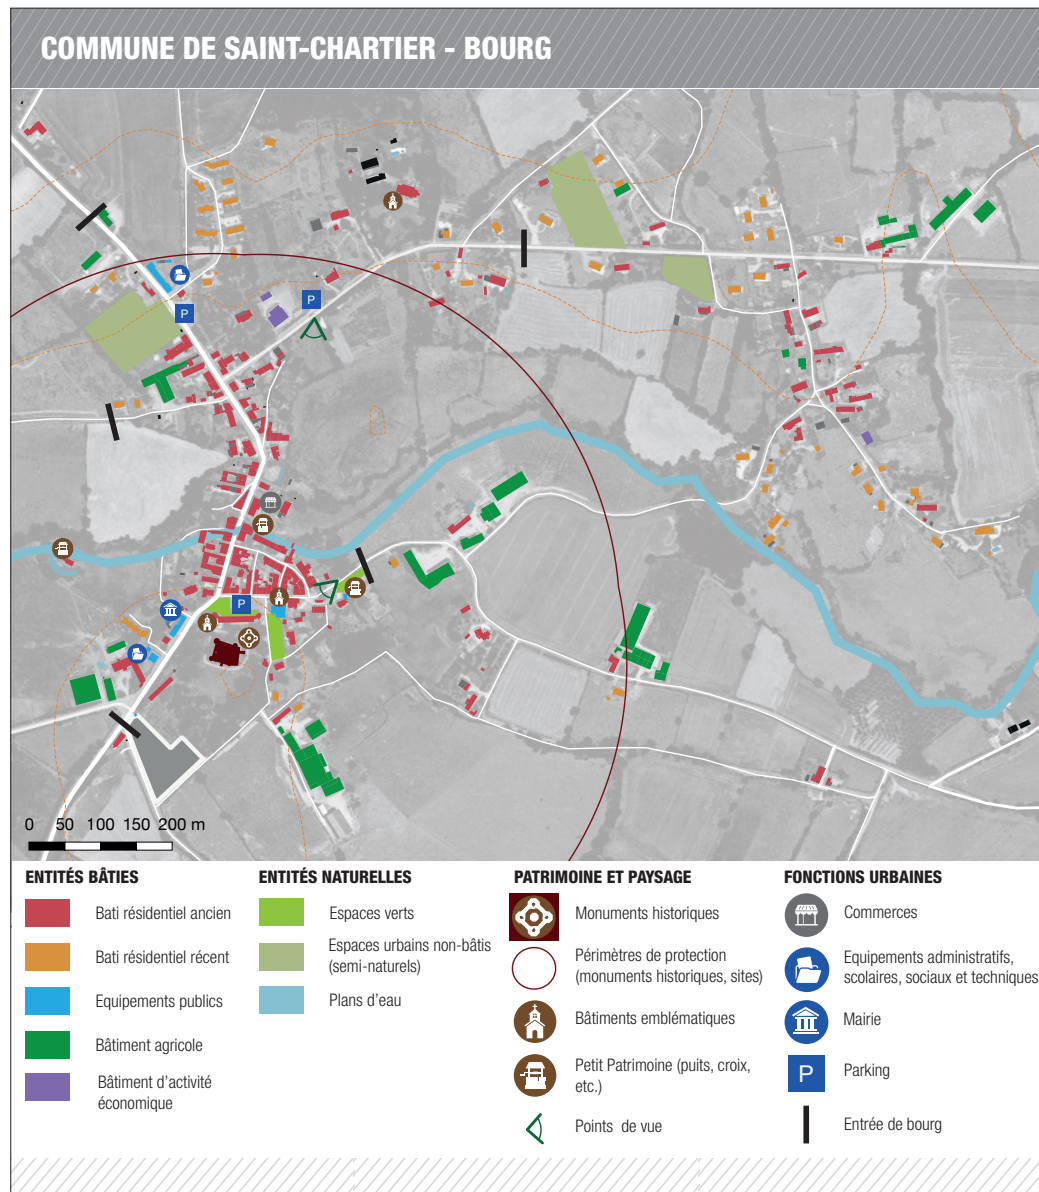 COMMUNE DE SAINT-CHARTIER - BOURG
P
P
P
0 50 100 150 200 m
ENTITÉS BÂTIES
Bati résidentiel ancien
Bati résidentiel récent
Equipements publics
Bâtiment agricole
Bâtiment d'activité
économique
ENTITÉS NATURELLES
Espaces verts
Espaces urbains non-bâtis
(semi-naturels)
Plans d'eau
PATRIMOINE ET PAYSAGE
Monuments historiques
Périmètres de protection
(monuments historiques, sites)
Bâtiments emblématiques
Petit Patrimoine (puits, croix,
etc.)
Points de vue
FONCTIONS URBAINES
Commerces
Equipements administratifs,
scolaires, sociaux et techniques
Mairie
P
Parking
Entrée de bourg